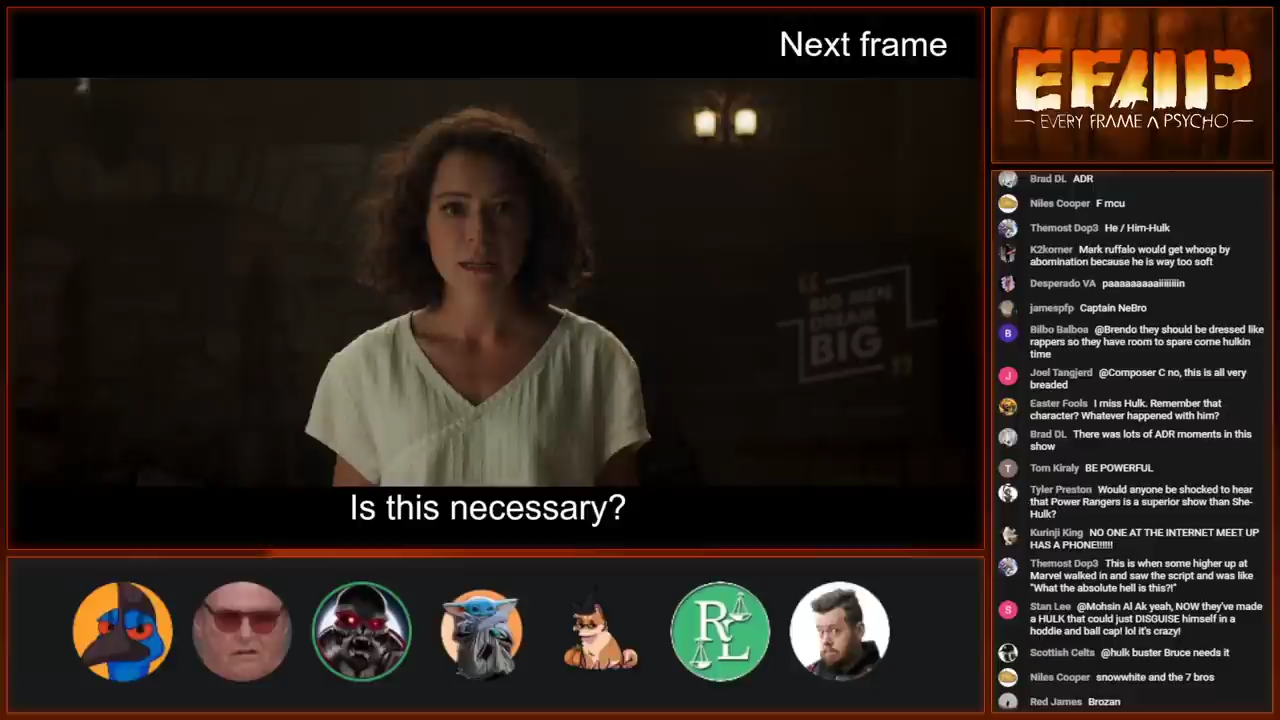 Next frame
"
BIG MEN
DREAM
BIG
"
Is this necessary?
RL
EFAP
EVERY FRAME A PSYCHO
Brad DL ADR
Niles Cooper F mcu
Themost Dop3 He / Him-Hulk
K2korner Mark ruffalo would get whoop by
abomination because he is way too soft
Desperado VA paaaaaaaaaiiiiiiiin
jamespfp Captain NeBro
B
Bilbo Balboa @Brendo they should be dressed like
rappers so they have room to spare come hulkin
time
J
Joel Tangjerd @Composer C no, this is all very
breaded
Easter Fools I miss Hulk. Remember that
character? Whatever happened with him?
Brad DL There was lots of ADR moments in this
show
T
Tom Kiraly BE POWERFUL
Tyler Preston Would anyone be shocked to hear
that Power Rangers is a superior show than She-
Hulk?
Kurinji King NO ONE AT THE INTERNET MEET UP
HAS A PHONE!!!!!!
Themost Dop3 This is when some higher up at
Marvel walked in and saw the script and was like
"What the absolute hell is this?!"
S
Stan Lee @Mohsin Al Ak yeah, NOW they've made
a HULK that could just DISGUISE himself in a
hoodie and ball cap! lol it's crazy!
Scottish Celts @hulk buster Bruce needs it
Niles Cooper snowwhite and the 7 bros
Red James Brozan